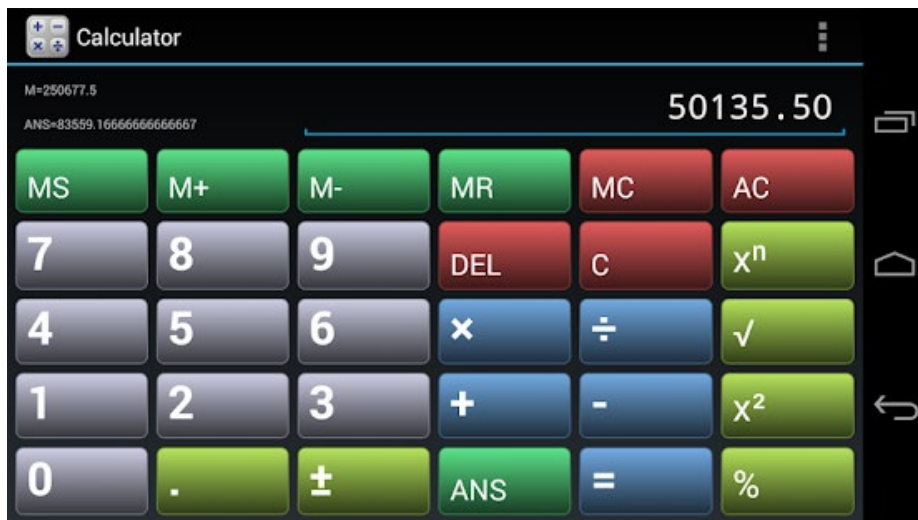 Calculator
M=250677.5
50135.50
ANS=83559.16666666666667
MS M+ M- MR MC AC
7 8 9 DEL C xⁿ
4 5 6 × ÷ √
1 2 3 + - x²
0 . ± ANS = %